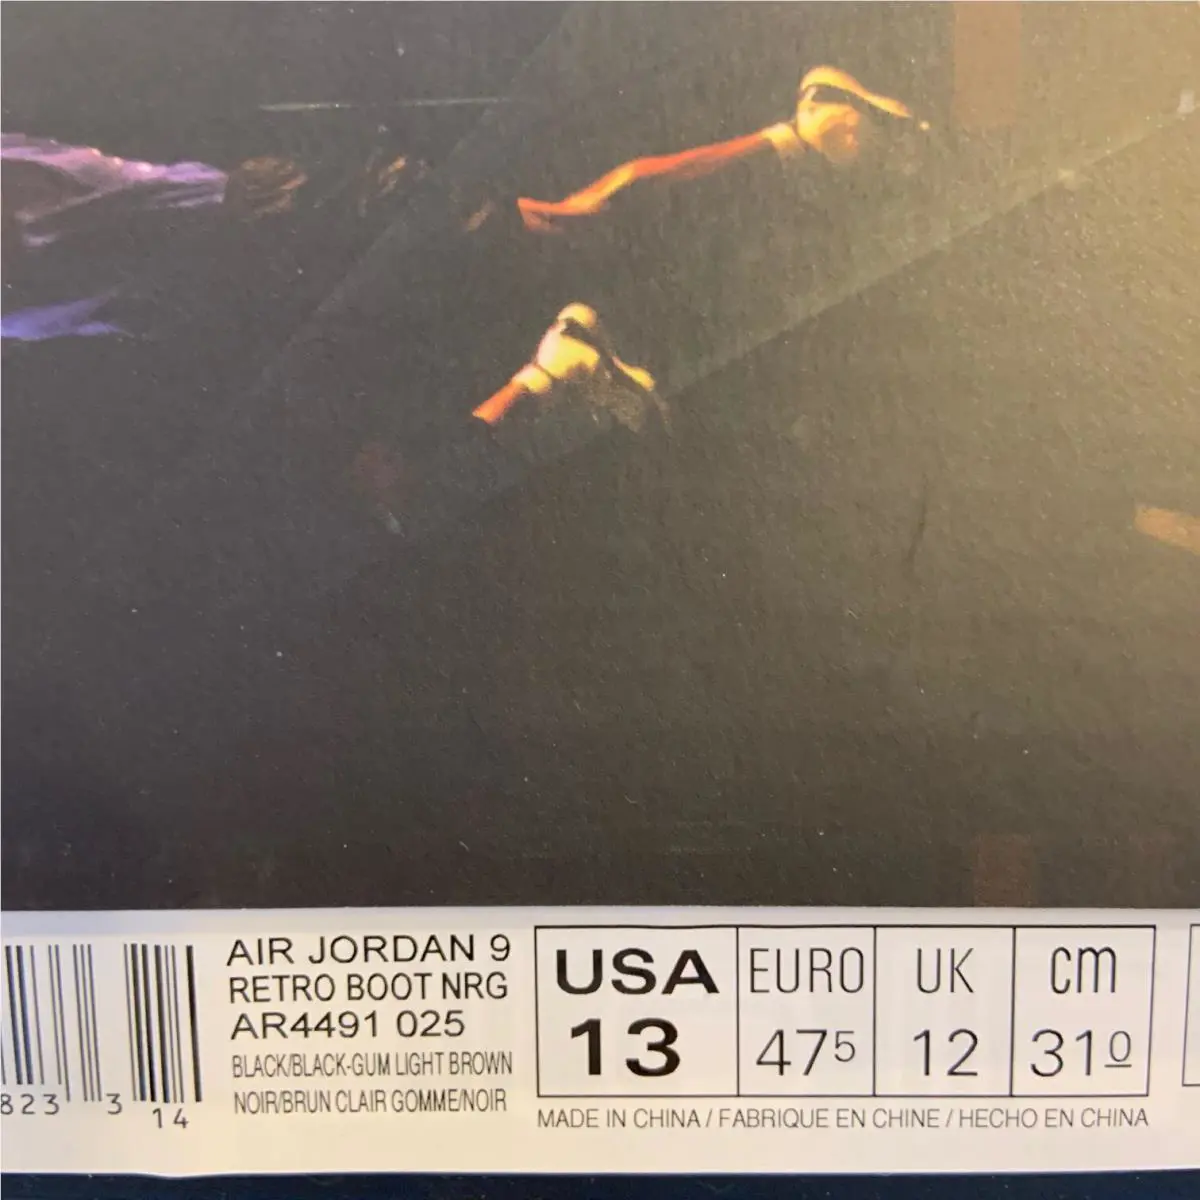 AIR JORDAN 9
RETRO BOOT NRG
AR4491 025
BLACK/BLACK-GUM LIGHT BROWN
NOIR/BRUN CLAIR GOMME/NOIR
823 3
14
USA EURO UK CM
13 475 12 310
MADE IN CHINA / FABRIQUE EN CHINE / HECHO EN CHINA